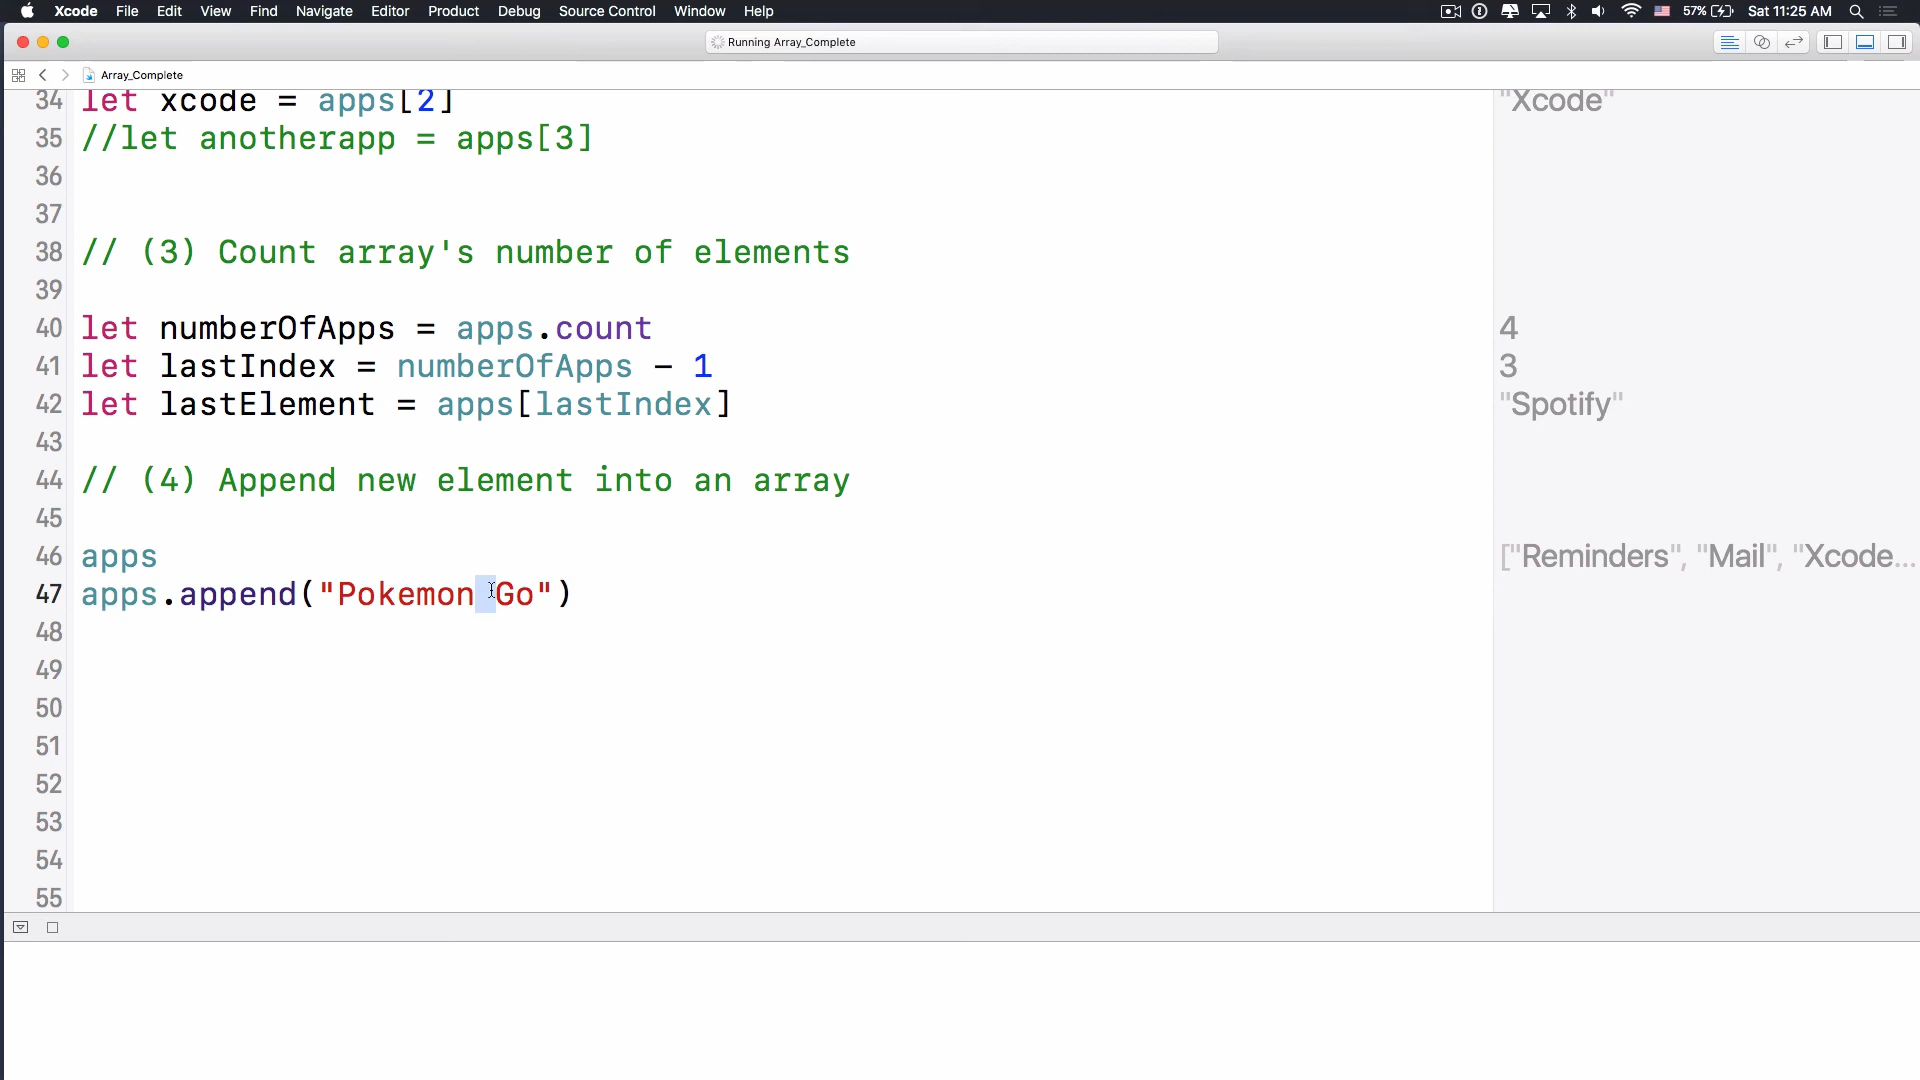 Xcode File Edit View Find Navigate Editor Product Debug Source Control Window Help 57% Sat 11:25 AM
Running Array_Complete
Array_Complete
34 let xcode = apps[2] "Xcode"
35 //let anotherapp = apps[3]
36
37
38 // (3) Count array's number of elements
39
40 let numberOfApps = apps.count 4
41 let lastIndex = numberOfApps - 1 3
42 let lastElement = apps[lastIndex] "Spotify"
43
44 // (4) Append new element into an array
45
46 apps ["Reminders", "Mail", "Xcode...
47 apps.append("Pokemon Go")
48
49
50
51
52
53
54
55